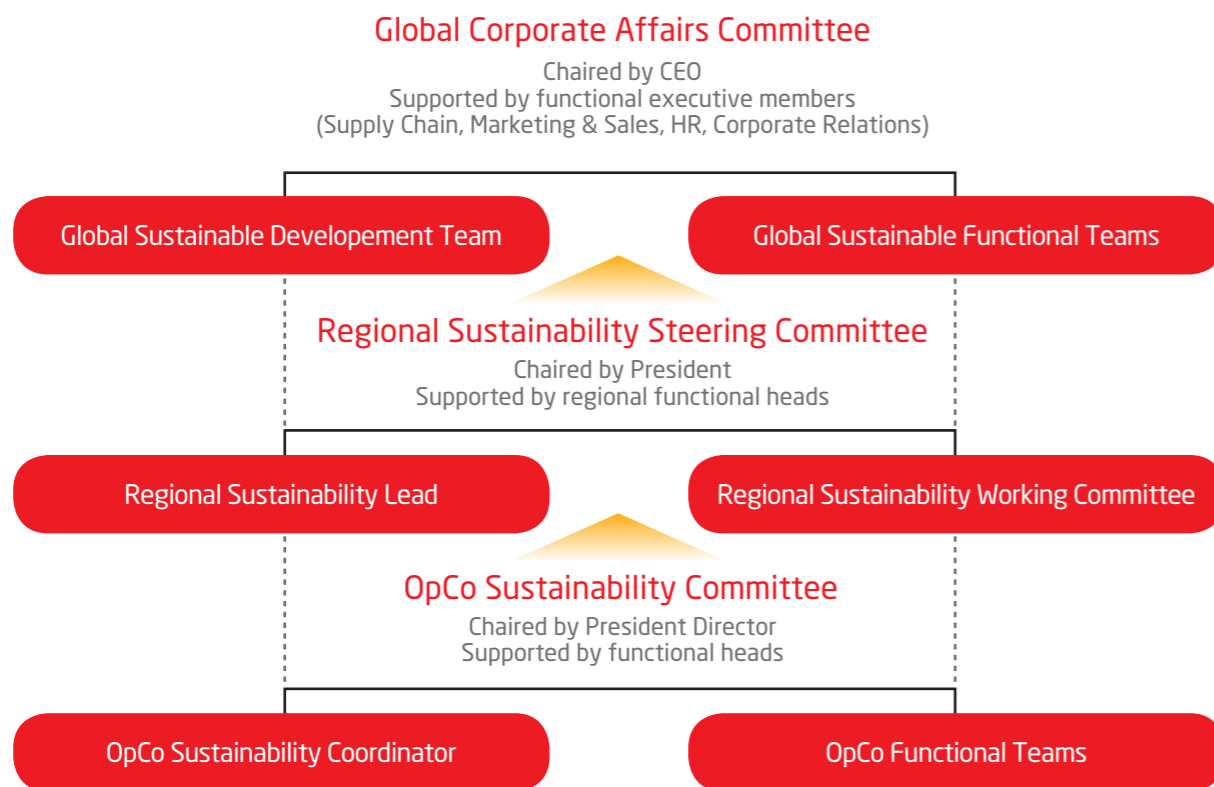 Global Corporate Affairs Committee
Chaired by CEO
Supported by functional executive members
(Supply Chain, Marketing & Sales, HR, Corporate Relations)
Global Sustainable Developement Team
Global Sustainable Functional Teams
Regional Sustainability Steering Committee
Chaired by President
Supported by regional functional heads
Regional Sustainability Lead
Regional Sustainability Working Committee
OpCo Sustainability Committee
Chaired by President Director
Supported by functional heads
OpCo Sustainability Coordinator
OpCo Functional Teams